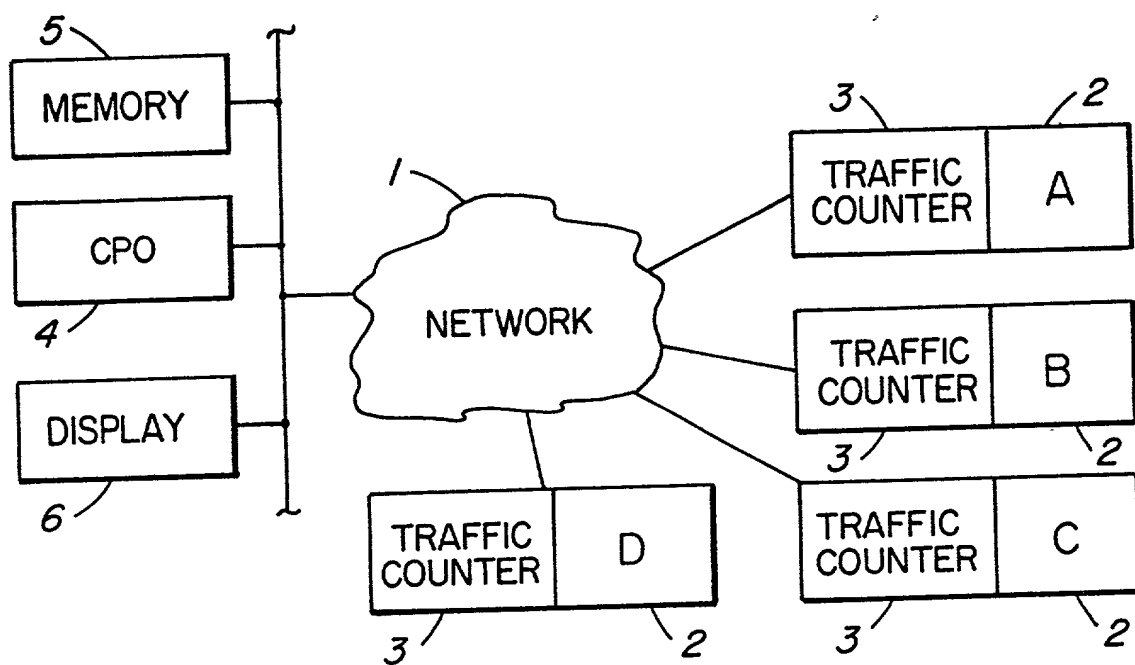 5
MEMORY
CPO
4
DISPLAY
6
1
NETWORK
3 2
TRAFFIC
COUNTER
A
TRAFFIC
COUNTER
B
3 2
TRAFFIC
COUNTER
C
3 2
TRAFFIC
COUNTER
D
3 2